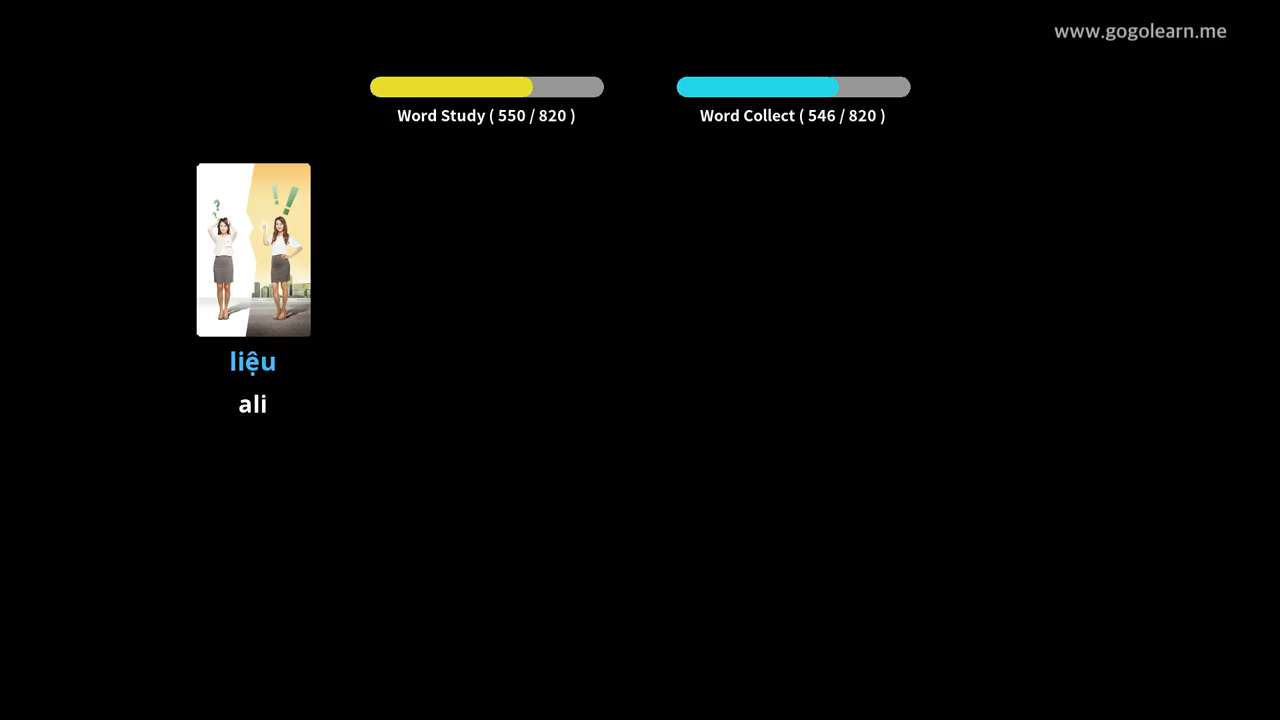 www.gogolearn.me
Word Study ( 550 / 820 )
Word Collect ( 546 / 820 )
? ?
! !
liệu
ali